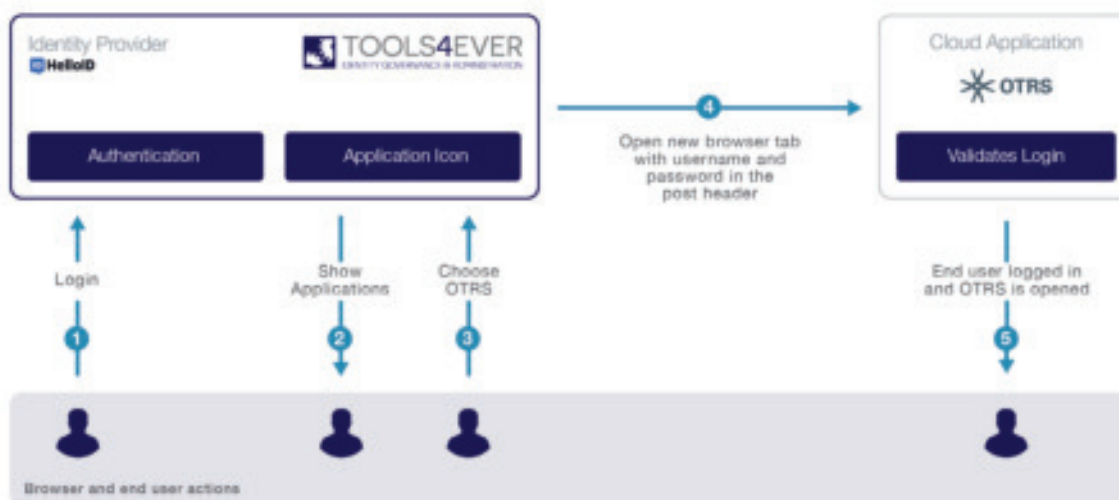 Identity Provider
HelloID
TOOLS4EVER
IDENTITY GOVERNANCE & ADMINISTRATION
Authentication
Application Icon
4
Open new browser tab
with username and
password in the
post header
Cloud Application
OTRS
Validates Login
Login
1
Show
Applications
2
Choose
OTRS
3
End user logged in
and OTRS is opened
5
Browser and end user actions